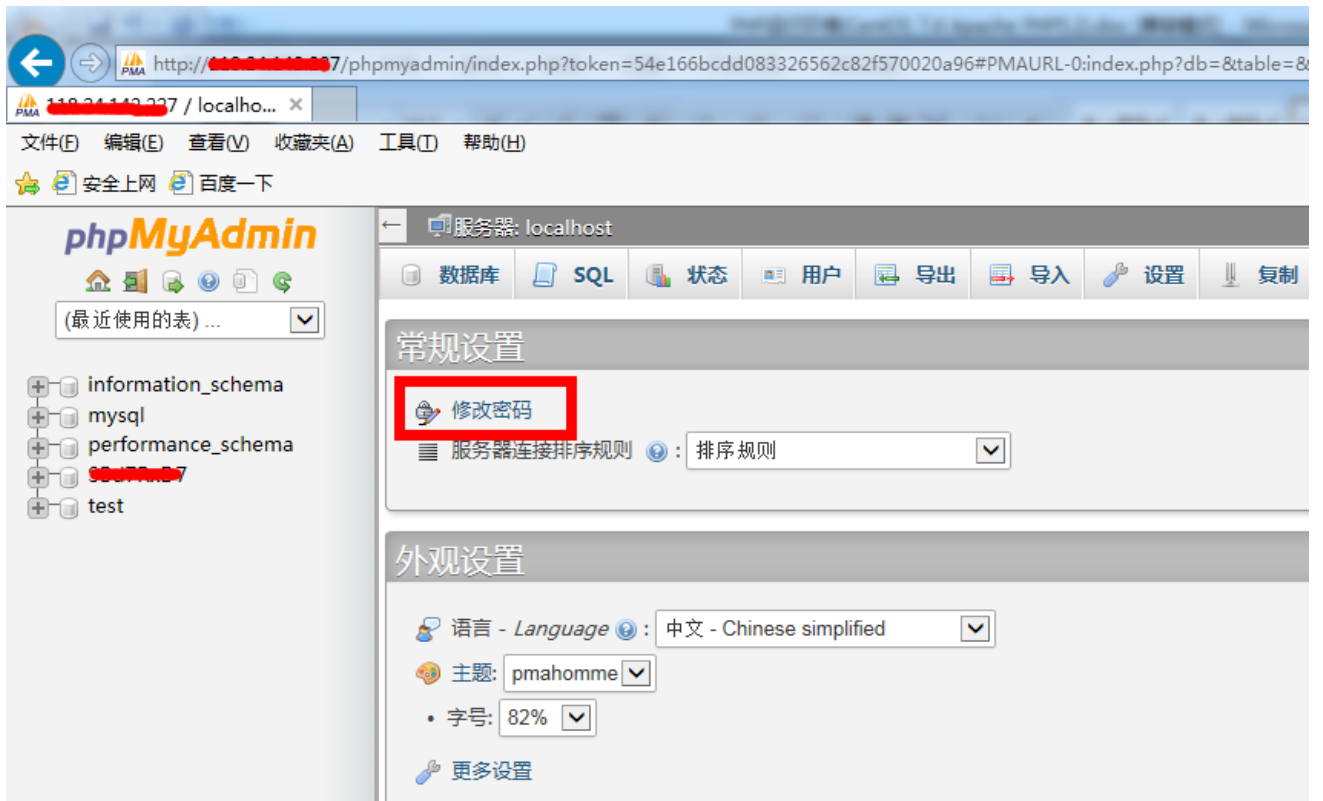 http:// 7/phpmyadmin/index.php?token=54e166bcdd083326562c82f570020a96#PMAURL-0:index.php?db=&table=&
PMA 7 / localho... ×
文件(F) 编辑(E) 查看(V) 收藏夹(A) 工具(T) 帮助(H)
安全上网 百度一下
phpMyAdmin
(最近使用的表) ...
information_schema
mysql
performance_schema
7
test
← 服务器: localhost
数据库 SQL 状态 用户 导出 导入 设置 复制
常规设置
修改密码
服务器连接排序规则 : 排序规则
外观设置
语言 - Language : 中文 - Chinese simplified
主题: pmahomme
• 字号: 82%
更多设置